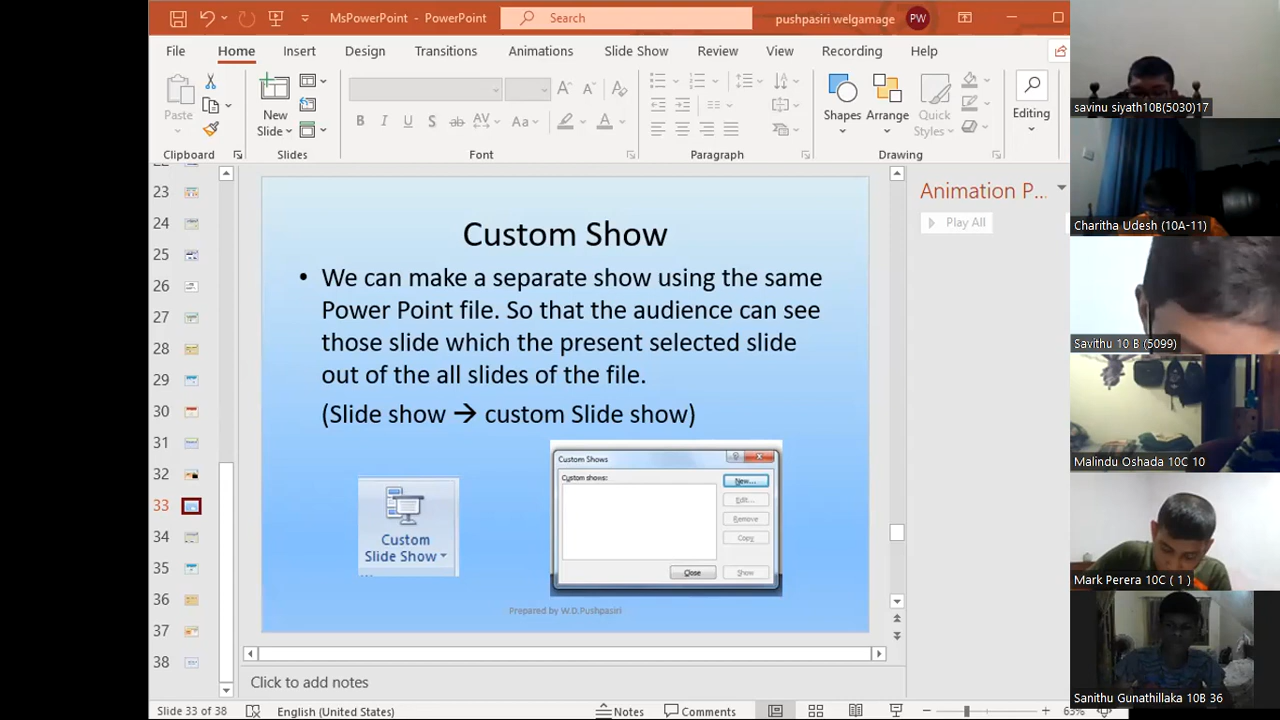 MsPowerPoint - PowerPoint
Search
pushpasiri welgamage PW
File Home Insert Design Transitions Animations Slide Show Review View Recording Help
Paste
New
Slide
B I U S ab AV Aa A
Shapes Arrange Quick
Styles
Editing
Clipboard Slides Font Paragraph Drawing
23
24
25
26
27
28
29
30
31
32
33
34
35
36
37
38
Custom Show
• We can make a separate show using the same
Power Point file. So that the audience can see
those slide which the present selected slide
out of the all slides of the file.
(Slide show → custom Slide show)
Custom
Slide Show
Custom Shows
Custom shows:
New...
Edit...
Remove
Copy
Close Show
Prepared by W.D.Pushpasiri
Animation P...
Play All
Click to add notes
Slide 33 of 38 English (United States) Notes Comments 63%
savinu siyath10B(5030)17
Charitha Udesh (10A-11)
Savithu 10 B (5099)
Malindu Oshada 10C 10
Mark Perera 10C ( 1 )
Sanithu Gunathillaka 10B 36